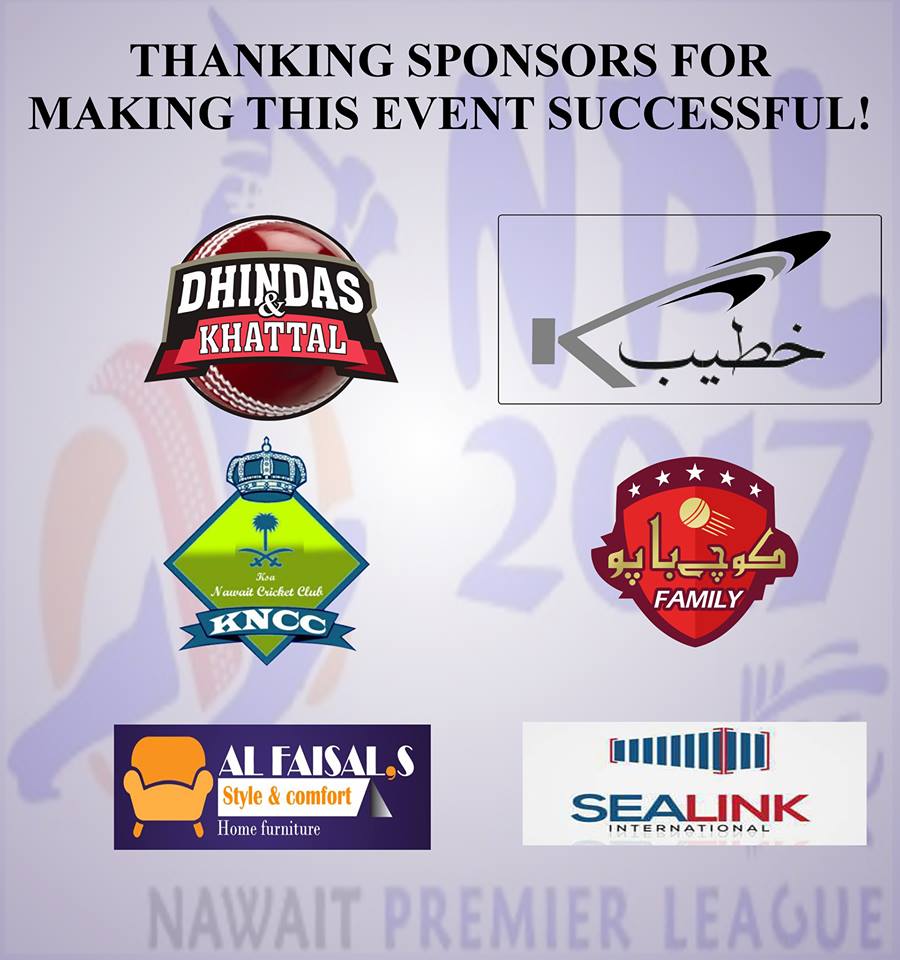 THANKING SPONSORS FOR
MAKING THIS EVENT SUCCESSFUL!
DHINDAS
&
KHATTAL
K
خطیب
Ksa
Nawait Cricket Club
KNCC
کوچے باپو
FAMILY
AL FAISAL,S
Style & comfort
Home furniture
SEALINK
INTERNATIONAL
NPL
2017
NAWAIT PREMIER LEAGUE